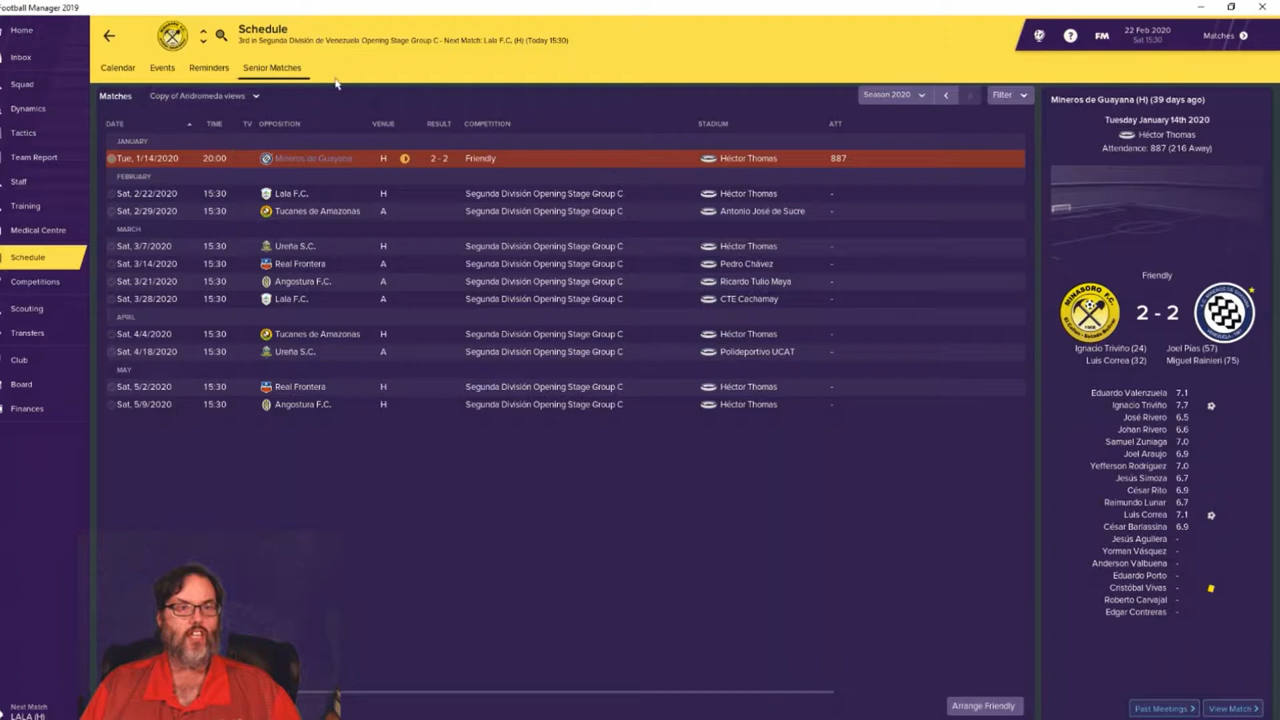 Football Manager 2019
Home
Inbox
Squad
Dynamics
Tactics
Team Report
Staff
Training
Medical Centre
Schedule
Competitions
Scouting
Transfers
Club
Board
Finances
Next Match
LALA (H)
Schedule
3rd in Segunda División de Venezuela Opening Stage Group C - Next Match: Lala F.C. (H) (Today 15:30)
22 Feb 2020
Sat 15:30
FM
Matches
Calendar Events Reminders Senior Matches
Matches Copy of Andromeda views Season 2020 Filter
DATE TIME TV OPPOSITION VENUE RESULT COMPETITION STADIUM ATT
JANUARY
Tue, 1/14/2020 20:00 Mineros de Guayana H 2 - 2 Friendly Héctor Thomas 887
FEBRUARY
Sat, 2/22/2020 15:30 Lala F.C. H Segunda División Opening Stage Group C Héctor Thomas -
Sat, 2/29/2020 15:30 Tucanes de Amazonas A Segunda División Opening Stage Group C Antonio José de Sucre -
MARCH
Sat, 3/7/2020 15:30 Ureña S.C. H Segunda División Opening Stage Group C Héctor Thomas -
Sat, 3/14/2020 15:30 Real Frontera A Segunda División Opening Stage Group C Pedro Chávez -
Sat, 3/21/2020 15:30 Angostura F.C. A Segunda División Opening Stage Group C Ricardo Tulio Maya -
Sat, 3/28/2020 15:30 Lala F.C. A Segunda División Opening Stage Group C CTE Cachamay -
APRIL
Sat, 4/4/2020 15:30 Tucanes de Amazonas H Segunda División Opening Stage Group C Héctor Thomas -
Sat, 4/18/2020 15:30 Ureña S.C. A Segunda División Opening Stage Group C Polideportivo UCAT -
MAY
Sat, 5/2/2020 15:30 Real Frontera H Segunda División Opening Stage Group C Héctor Thomas -
Sat, 5/9/2020 15:30 Angostura F.C. H Segunda División Opening Stage Group C Héctor Thomas -
Arrange Friendly
Mineros de Guayana (H) (39 days ago)
Tuesday January 14th 2020
Héctor Thomas
Attendance: 887 (216 Away)
Friendly
MINASORO F.C.
2 - 2
Ignacio Triviño (24) Joel Pías (57)
Luis Correa (32) Miguel Rainieri (75)
Eduardo Valenzuela 7.1
Ignacio Triviño 7.7
José Rivero 6.5
Johan Rivero 6.6
Samuel Zuniaga 7.0
Joel Araujo 6.9
Yefferson Rodríguez 7.0
Jesús Simoza 6.7
César Rito 6.9
Raimundo Lunar 6.7
Luis Correa 7.1
César Bariassina 6.9
Jesús Aguilera -
Yorman Vásquez -
Anderson Valbuena -
Eduardo Porto -
Cristóbal Vivas -
Roberto Carvajal -
Edgar Contreras -
Past Meetings View Match